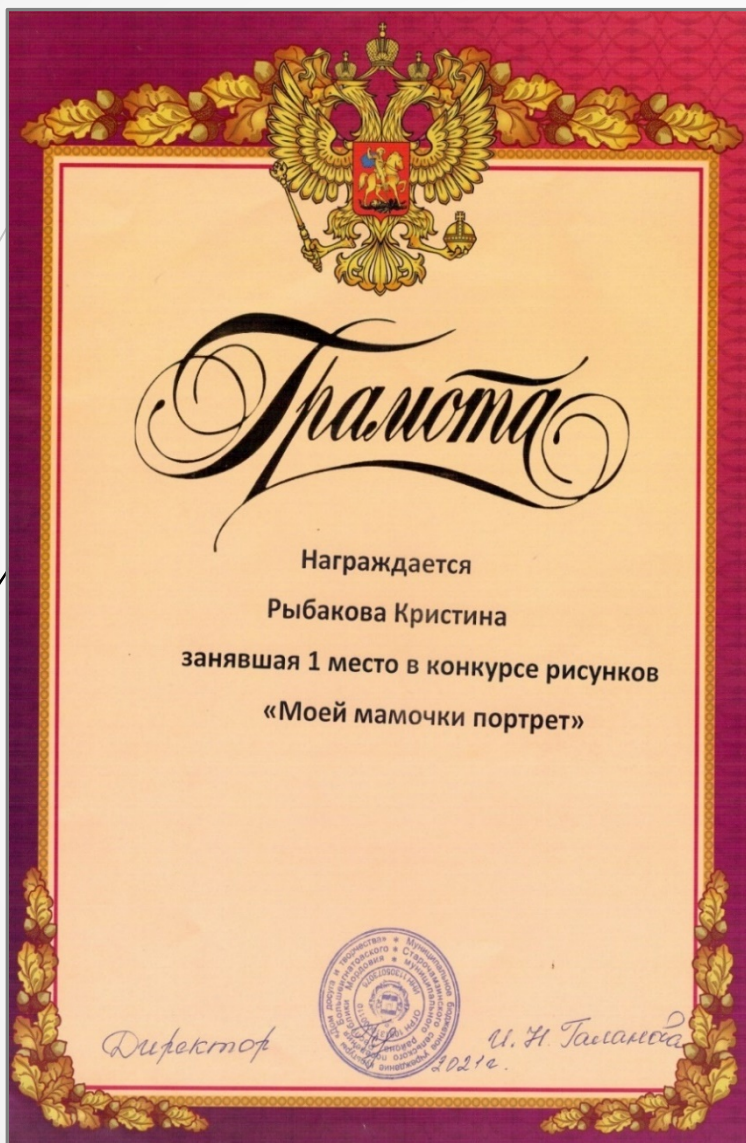 Грамота
Награждается
Рыбакова Кристина
занявшая 1 место в конкурсе рисунков
«Моей мамочки портрет»
Директор
И. Н. Галанова
2021г.